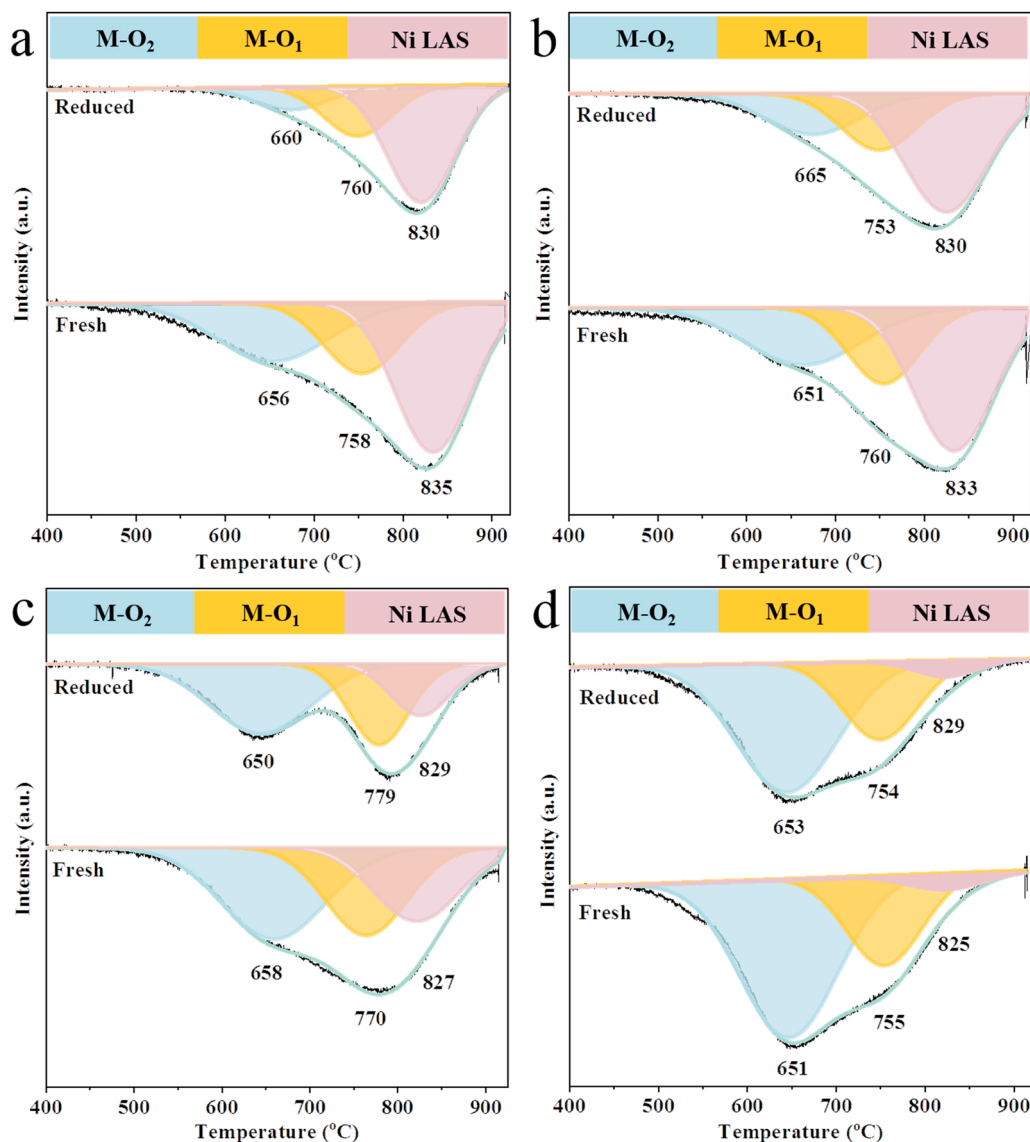 a
M-O₂ M-O₁ Ni LAS
Reduced
660
760
830
Fresh
656
758
835
Intensity (a.u.)
400 500 600 700 800 900
Temperature (°C)
b
M-O₂ M-O₁ Ni LAS
Reduced
665
753
830
Fresh
651
760
833
Intensity (a.u.)
400 500 600 700 800 900
Temperature (°C)
c
M-O₂ M-O₁ Ni LAS
Reduced
650
829
779
Fresh
658
827
770
Intensity (a.u.)
400 500 600 700 800 900
Temperature (°C)
d
M-O₂ M-O₁ Ni LAS
Reduced
829
754
653
Fresh
825
755
651
Intensity (a.u.)
400 500 600 700 800 900
Temperature (°C)